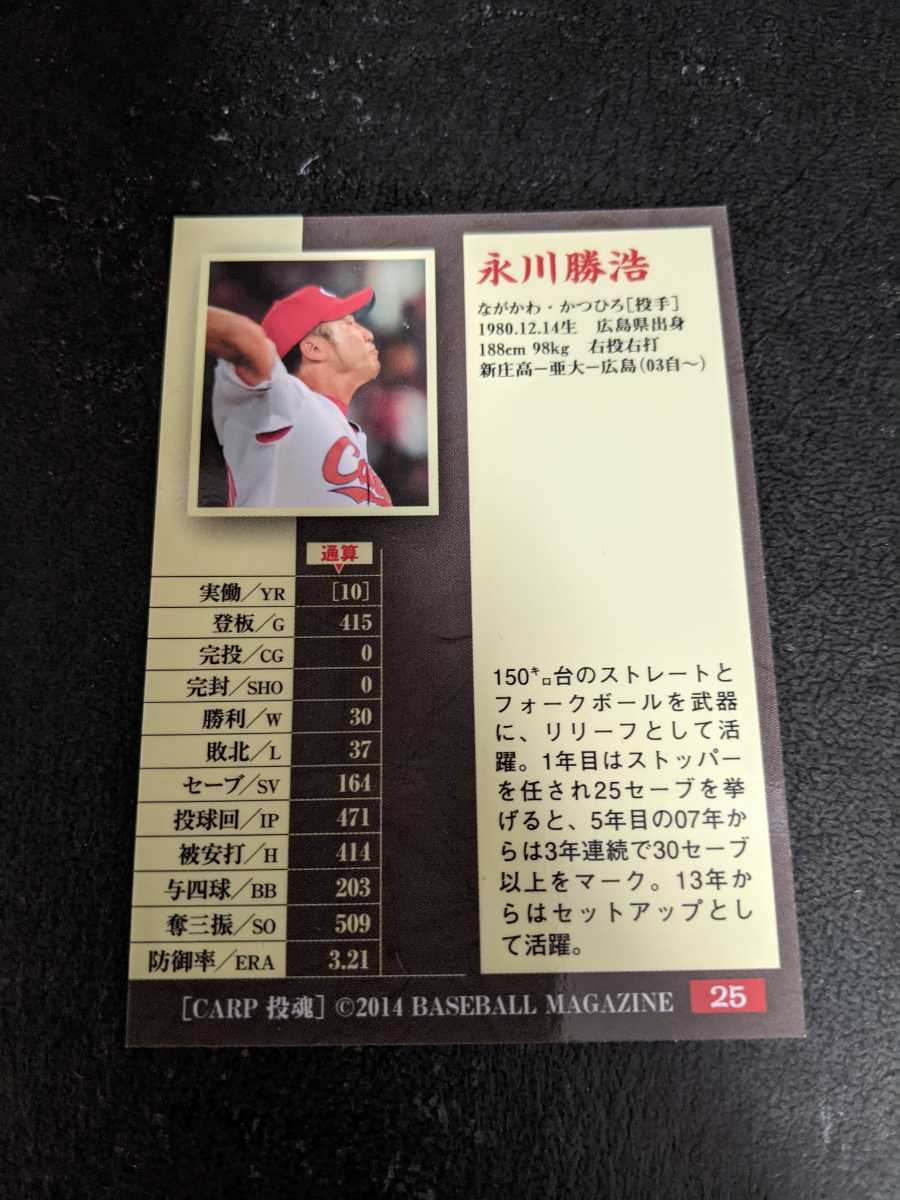 永川勝浩
ながかわ・かつひろ[投手]
1980.12.14生 広島県出身
188cm 98kg 右投右打
新庄高ー亜大ー広島(03自〜)
通算
実働/YR [10]
登板/G 415
完投/CG 0
完封/SHO 0
勝利/W 30
敗北/L 37
セーブ/SV 164
投球回/IP 471
被安打/H 414
与四球/BB 203
奪三振/SO 509
防御率/ERA 3.21
150㌔台のストレートと
フォークボールを武器
に、リリーフとして活
躍。1年目はストッパー
を任され25セーブを挙
げると、5年目の07年か
らは3年連続で30セーブ
以上をマーク。13年か
らはセットアップとし
て活躍。
[CARP 投魂] ©2014 BASEBALL MAGAZINE 25